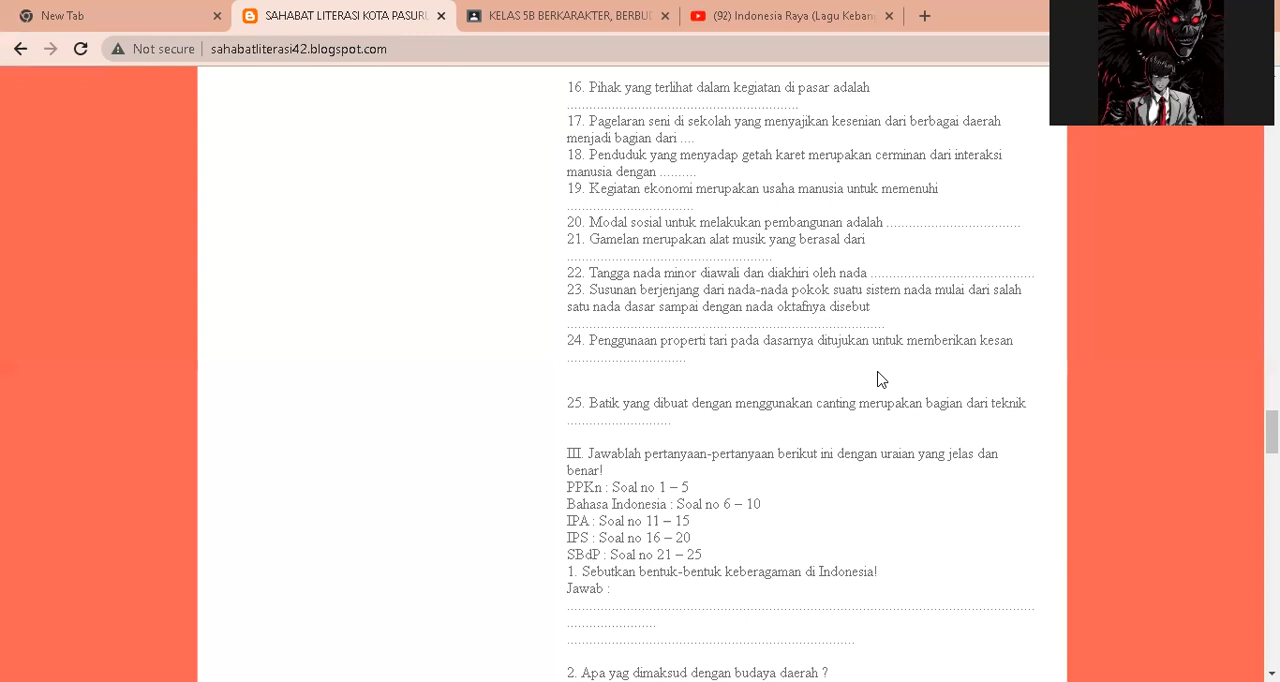 New Tab
SAHABAT LITERASI KOTA PASURU
KELAS 5B BERKARAKTER, BERBUD
(92) Indonesia Raya (Lagu Kebang
Not secure
sahabatliterasi42.blogspot.com
16. Pihak yang terlihat dalam kegiatan di pasar adalah
..............................................................
17. Pagelaran seni di sekolah yang menyajikan kesenian dari berbagai daerah
menjadi bagian dari ....
18. Penduduk yang menyadap getah karet merupakan cerminan dari interaksi
manusia dengan ..........
19. Kegiatan ekonomi merupakan usaha manusia untuk memenuhi
..................................
20. Modal sosial untuk melakukan pembangunan adalah ....................................
21. Gamelan merupakan alat musik yang berasal dari
.......................................................
22. Tangga nada minor diawali dan diakhiri oleh nada ............................................
23. Susunan berjenjang dari nada-nada pokok suatu sistem nada mulai dari salah
satu nada dasar sampai dengan nada oktafnya disebut
.....................................................................................
24. Penggunaan properti tari pada dasarnya ditujukan untuk memberikan kesan
................................
25. Batik yang dibuat dengan menggunakan canting merupakan bagian dari teknik
............................
III. Jawablah pertanyaan-pertanyaan berikut ini dengan uraian yang jelas dan
benar!
PPKn : Soal no 1 – 5
Bahasa Indonesia : Soal no 6 – 10
IPA : Soal no 11 – 15
IPS : Soal no 16 – 20
SBdP : Soal no 21 – 25
1. Sebutkan bentuk-bentuk keberagaman di Indonesia!
Jawab :
.............................................................................................................................
........................
.............................................................................
2. Apa yag dimaksud dengan budaya daerah ?